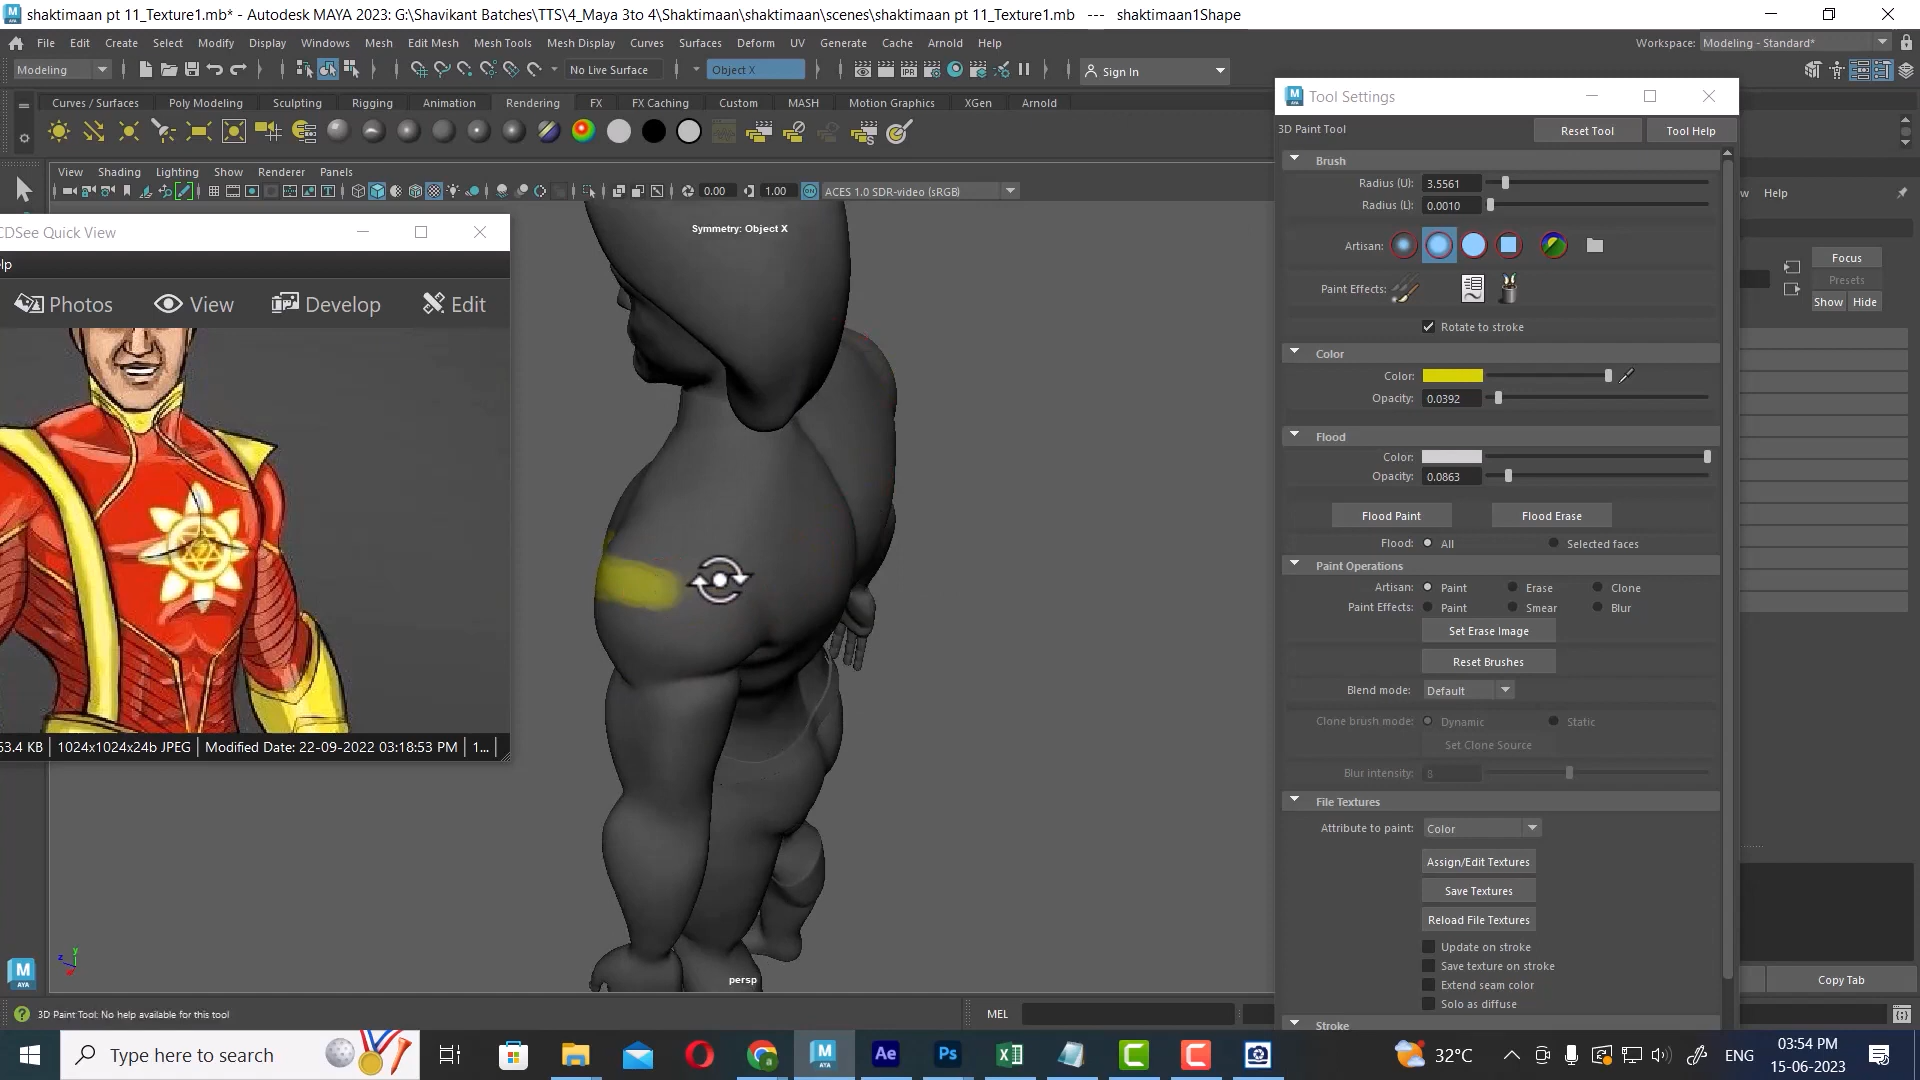 shaktimaan pt 11_Texture1.mb* - Autodesk MAYA 2023: G:\Shavikant Batches\TTS\4_Maya 3to 4\Shaktimaan\shaktimaan\scenes\shaktimaan pt 11_Texture1.mb --- shaktimaan1Shape
File Edit Create Select Modify Display Windows Mesh Edit Mesh Mesh Tools Mesh Display Curves Surfaces Deform UV Generate Cache Arnold Help
Workspace: Modeling - Standard*
Modeling
No Live Surface
Object X
Sign In
Curves / Surfaces Poly Modeling Sculpting Rigging Animation Rendering FX FX Caching Custom MASH Motion Graphics XGen Arnold
View Shading Lighting Show Renderer Panels
0.00
1.00
ACES 1.0 SDR-video (sRGB)
Symmetry: Object X
CDSee Quick View
lp
Photos View Develop Edit
53.4 KB 1024x1024x24b JPEG Modified Date: 22-09-2022 03:18:53 PM 1...
persp
Tool Settings
3D Paint Tool
Reset Tool
Tool Help
Brush
Radius (U): 3.5561
Radius (L): 0.0010
Artisan:
Paint Effects:
Rotate to stroke
Color
Color:
Opacity: 0.0392
Flood
Color:
Opacity: 0.0863
Flood Paint Flood Erase
Flood: All Selected faces
Paint Operations
Artisan: Paint Erase Clone
Paint Effects: Paint Smear Blur
Set Erase Image
Reset Brushes
Blend mode: Default
Clone brush mode: Dynamic Static
Set Clone Source
Blur intensity: 8
File Textures
Attribute to paint: Color
Assign/Edit Textures
Save Textures
Reload File Textures
Update on stroke
Save texture on stroke
Extend seam color
Solo as diffuse
Stroke
w Help
Focus
Presets
Show Hide
Copy Tab
3D Paint Tool: No help available for this tool
MEL
Type here to search
32°C
ENG
03:54 PM
15-06-2023